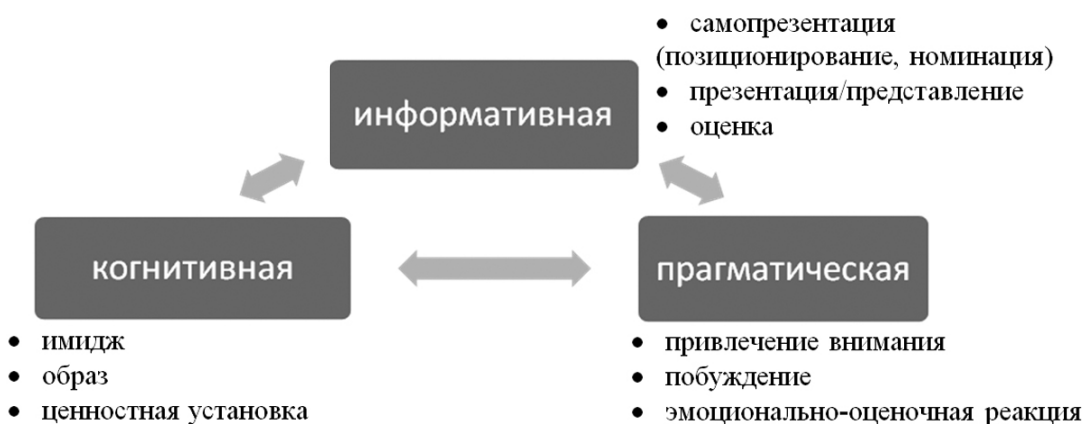 • самопрезентация
(позиционирование, номинация)
• презентация/представление
• оценка
информативная
когнитивная
прагматическая
• имидж
• образ
• ценностная установка
• привлечение внимания
• побуждение
• эмоционально-оценочная реакция